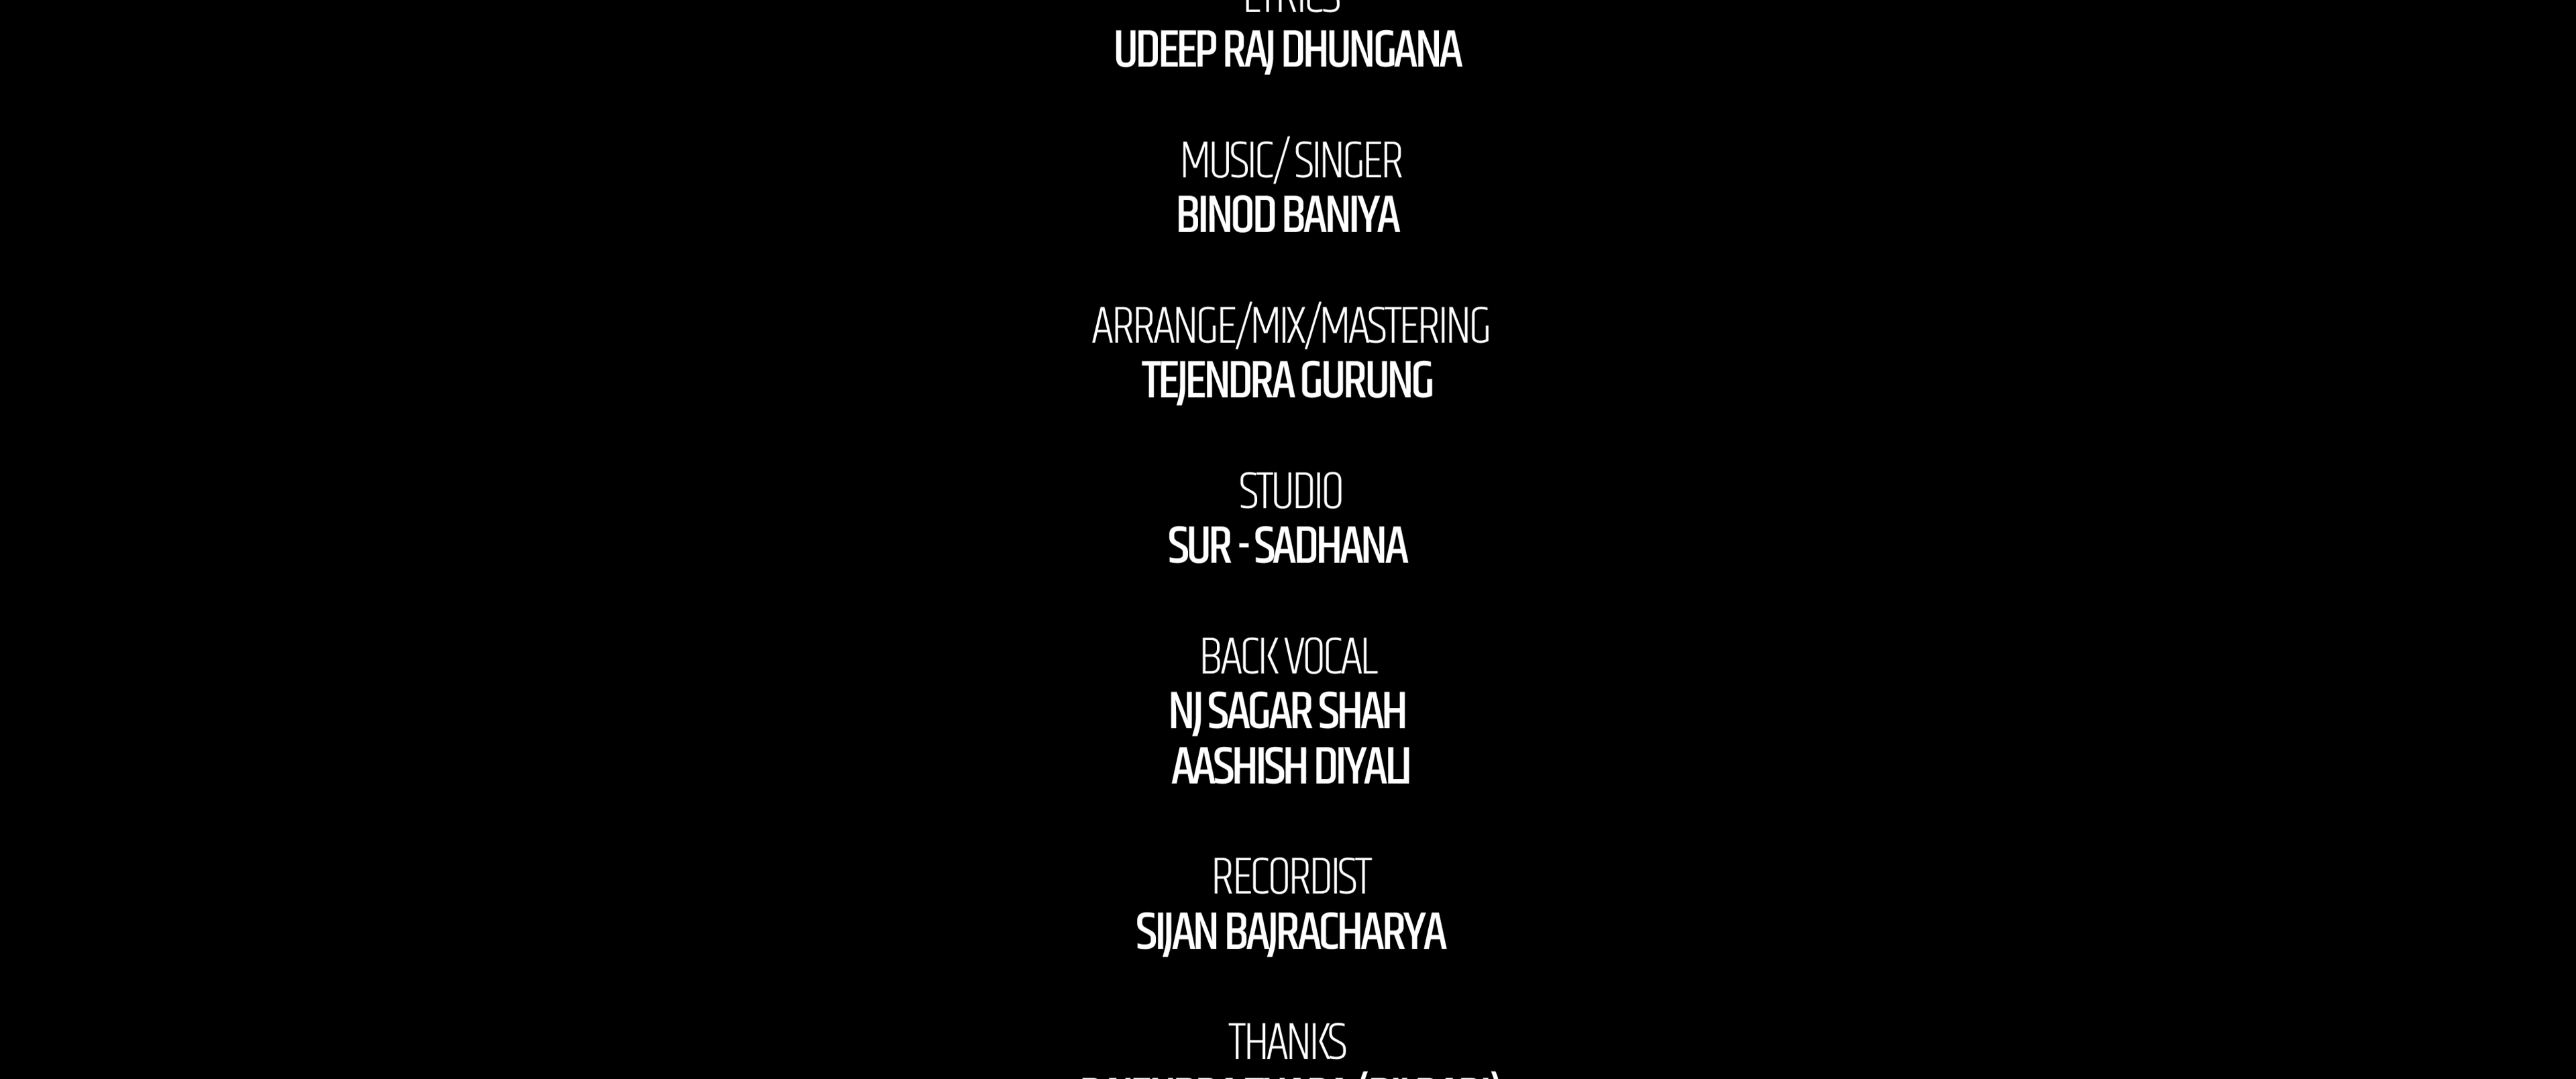 LYRICS
UDEEP RAJ DHUNGANA
MUSIC/ SINGER
BINOD BANIYA
ARRANGE/MIX/MASTERING
TEJENDRA GURUNG
STUDIO
SUR - SADHANA
BACK VOCAL
NJ SAGAR SHAH
AASHISH DIYALI
RECORDIST
SIJAN BAJRACHARYA
THANKS